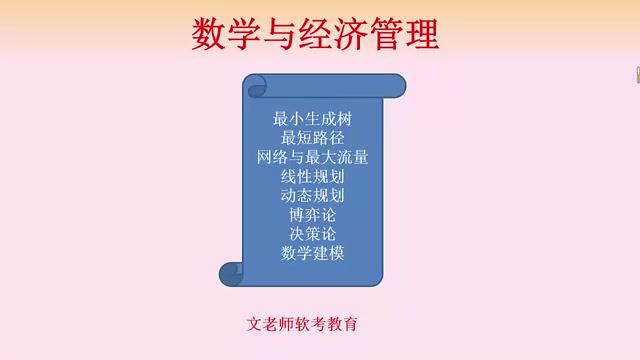 数学与经济管理
最小生成树
最短路径
网络与最大流量
线性规划
动态规划
博弈论
决策论
数学建模
文老师软考教育